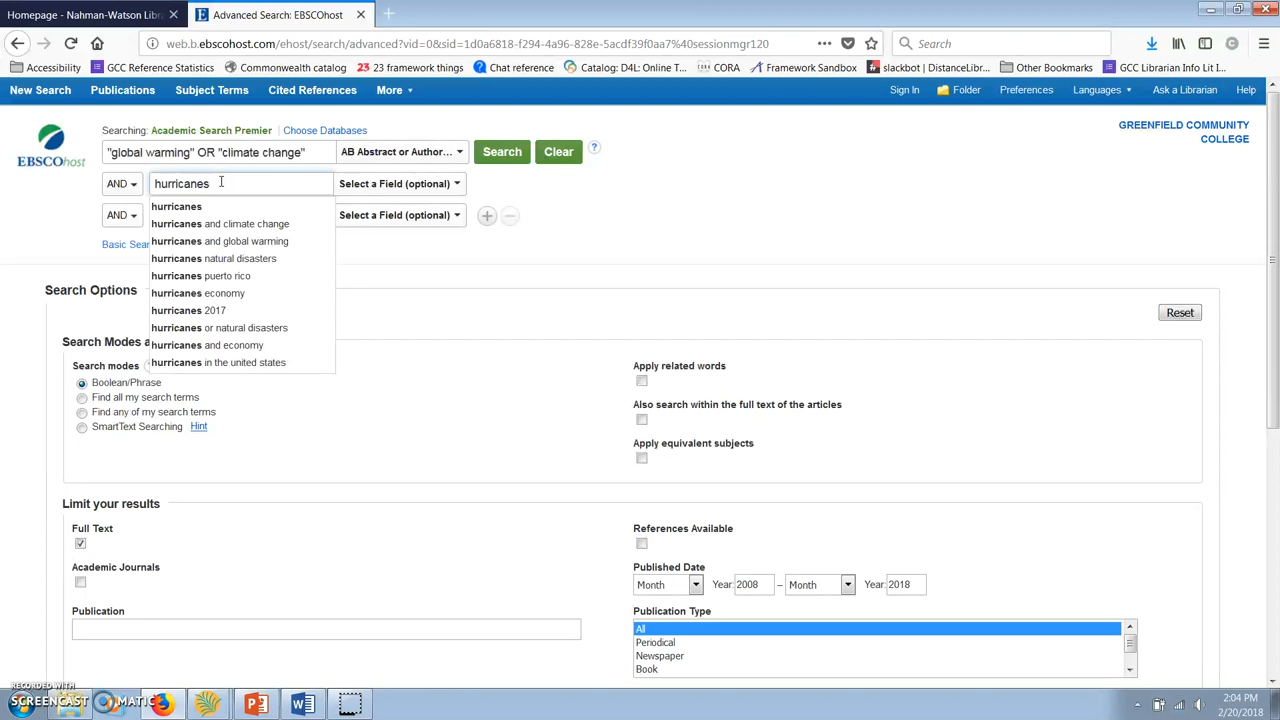 Homepage - Nahman-Watson Libr
Advanced Search: EBSCOhost
web.b.ebscohost.com/ehost/search/advanced?vid=0&sid=1d0a6818-f294-4a96-828e-5acdf39f0aa7%40sessionmgr120
Search
Accessibility
GCC Reference Statistics
Commonwealth catalog
23 framework things
Chat reference
Catalog: D4L: Online T...
CORA
Framework Sandbox
slackbot | DistanceLibr...
Other Bookmarks
GCC Librarian Info Lit I...
New Search
Publications
Subject Terms
Cited References
More
Sign In
Folder
Preferences
Languages
Ask a Librarian
Help
EBSCOhost
Searching: Academic Search Premier
Choose Databases
GREENFIELD COMMUNITY
COLLEGE
"global warming" OR "climate change"
AB Abstract or Author...
Search
Clear
?
AND
hurricanes
Select a Field (optional)
AND
Select a Field (optional)
Basic Sear
hurricanes
hurricanes and climate change
hurricanes and global warming
hurricanes natural disasters
hurricanes puerto rico
hurricanes economy
hurricanes 2017
hurricanes or natural disasters
hurricanes and economy
hurricanes in the united states
Search Options
Reset
Search Modes a
Search modes
Boolean/Phrase
Find all my search terms
Find any of my search terms
SmartText Searching Hint
Apply related words
Also search within the full text of the articles
Apply equivalent subjects
Limit your results
Full Text
Academic Journals
Publication
References Available
Published Date
Month
Year: 2008
–
Month
Year: 2018
Publication Type
All
Periodical
Newspaper
Book
RECORDED WITH
SCREENCAST MATIC
2:04 PM
2/20/2018